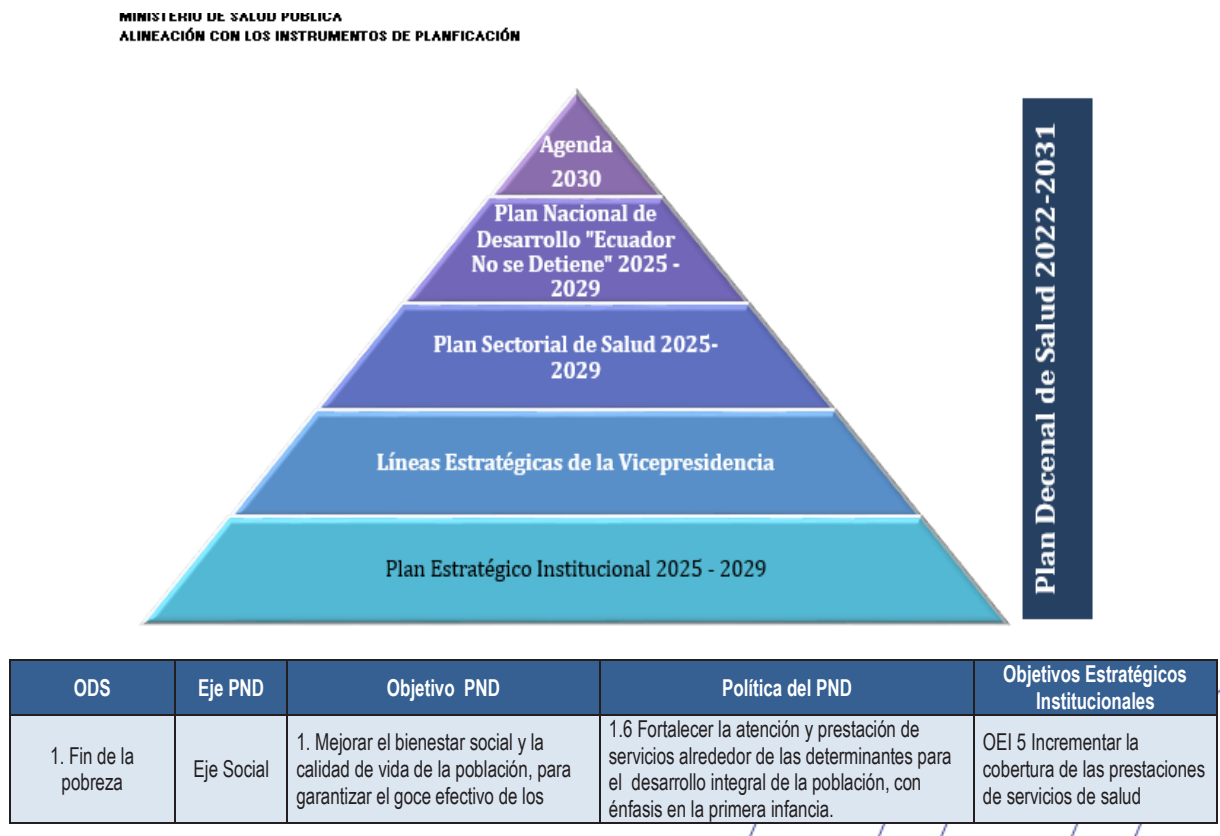 MINISTERIO DE SALUD PÚBLICA
ALINEACIÓN CON LOS INSTRUMENTOS DE PLANFICACIÓN
Agenda
2030
Plan Nacional de
Desarrollo "Ecuador
No se Detiene" 2025 -
2029
Plan Sectorial de Salud 2025-
2029
Líneas Estratégicas de la Vicepresidencia
Plan Estratégico Institucional 2025 - 2029
Plan Decenal de Salud 2022-2031
ODS
Eje PND
Objetivo PND
Política del PND
Objetivos Estratégicos
Institucionales
1. Fin de la
pobreza
Eje Social
1. Mejorar el bienestar social y la
calidad de vida de la población, para
garantizar el goce efectivo de los
1.6 Fortalecer la atención y prestación de
servicios alrededor de las determinantes para
el desarrollo integral de la población, con
énfasis en la primera infancia.
OEI 5 Incrementar la
cobertura de las prestaciones
de servicios de salud